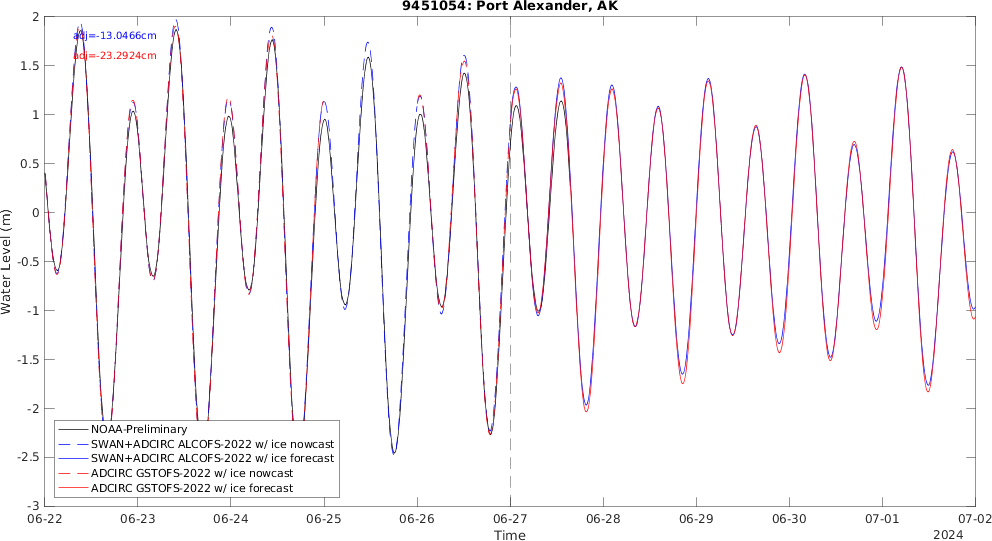 9451054: Port Alexander, AK
adj=-13.0466cm
adj=-23.2924cm
Water Level (m)
2
1.5
1
0.5
0
-0.5
-1
-1.5
-2
-2.5
-3
NOAA-Preliminary
SWAN+ADCIRC ALCOFS-2022 w/ ice nowcast
SWAN+ADCIRC ALCOFS-2022 w/ ice forecast
ADCIRC GSTOFS-2022 w/ ice nowcast
ADCIRC GSTOFS-2022 w/ ice forecast
06-22 06-23 06-24 06-25 06-26 06-27 06-28 06-29 06-30 07-01 07-02
Time
2024